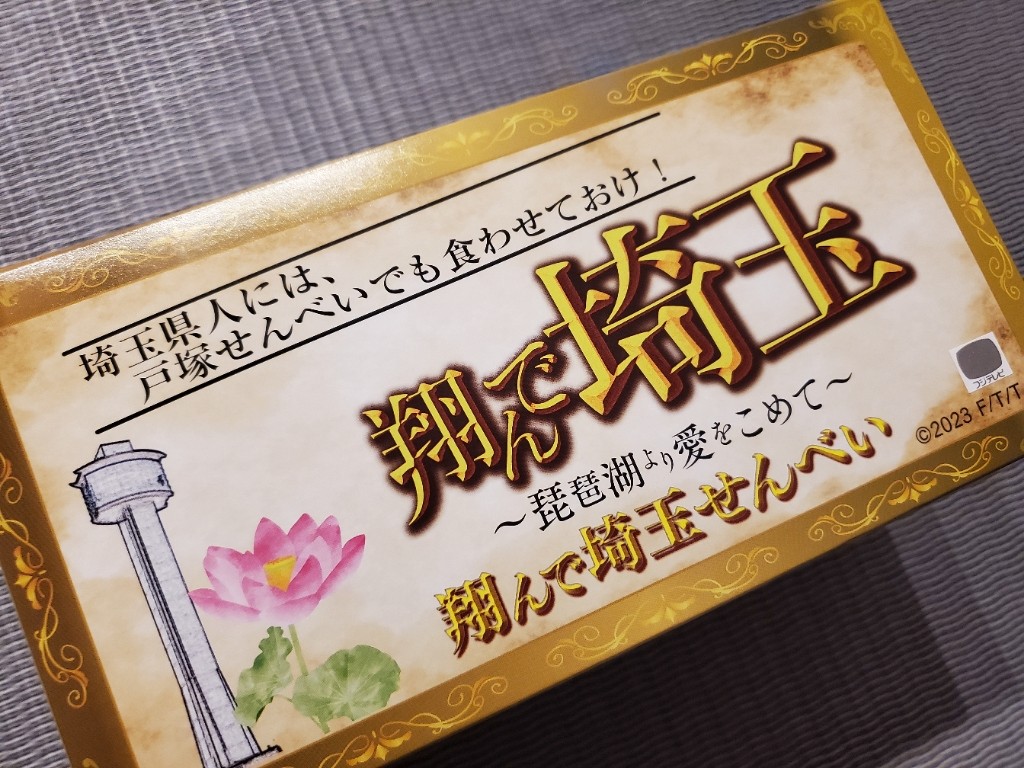 埼玉県人には、
戸塚せんべいでも食わせておけ！
翔んで埼玉
～琵琶湖より愛をこめて～
翔んで埼玉せんべい
フジテレビ
©2023 F/T/T